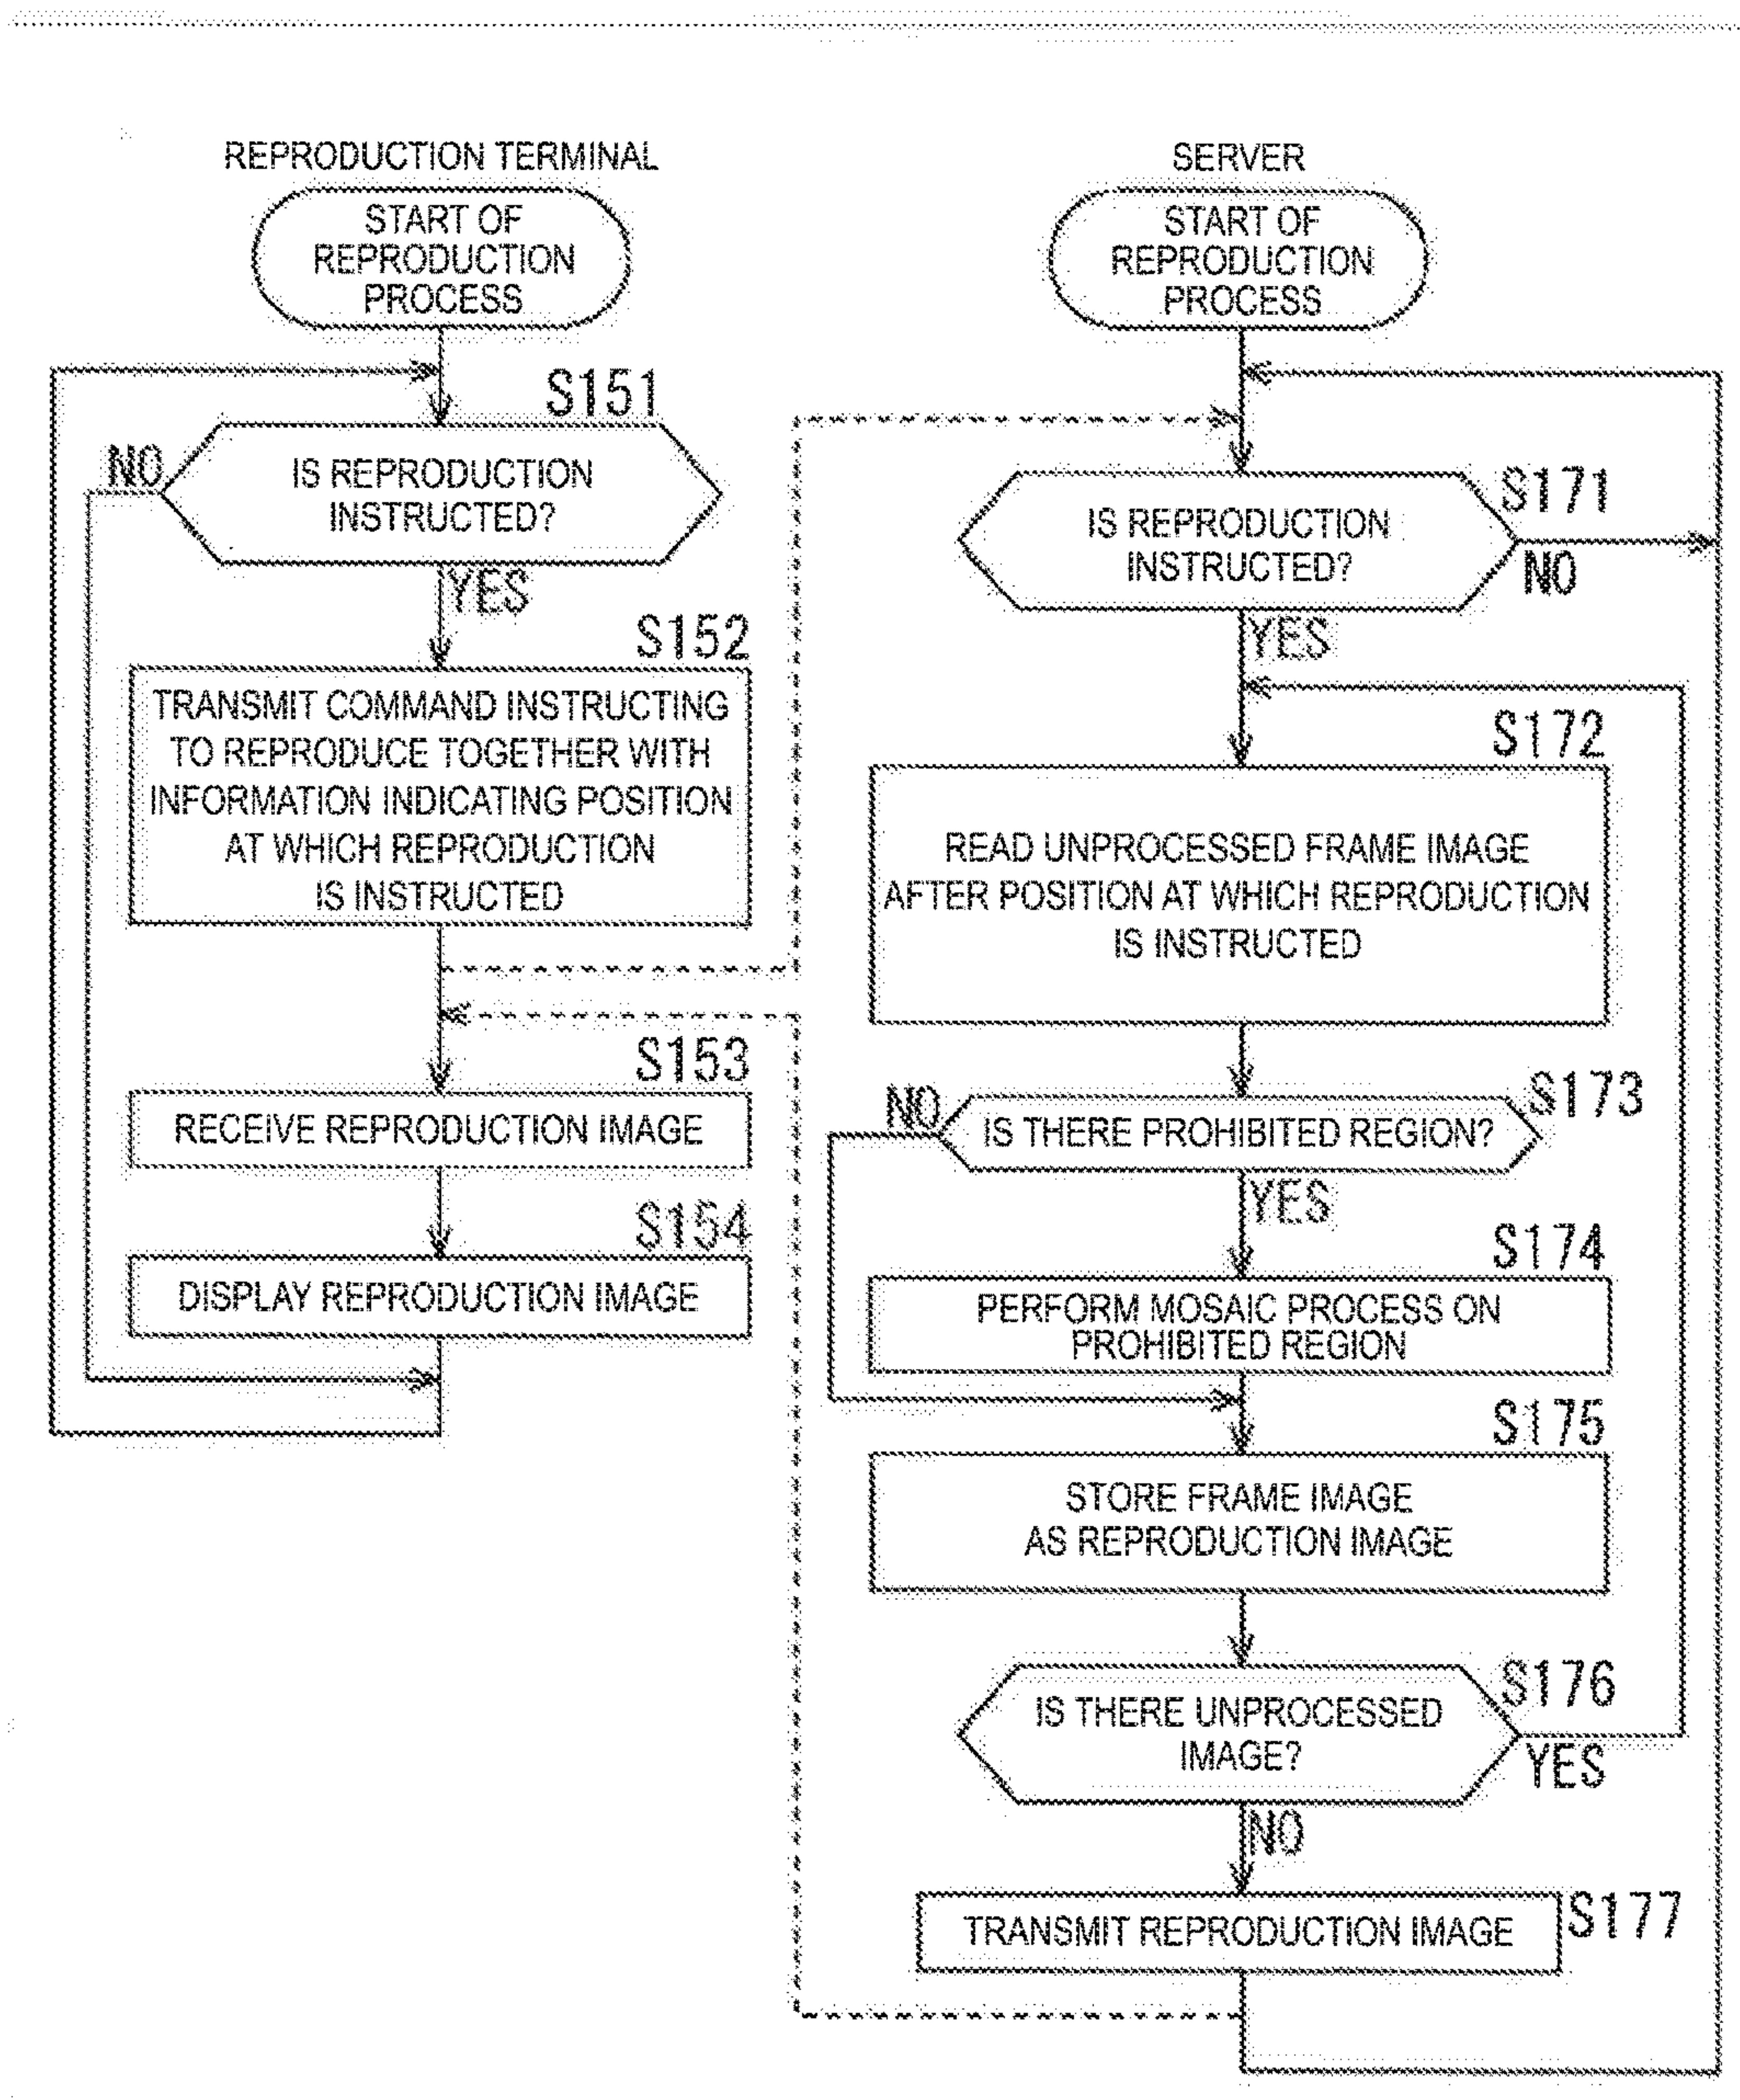 REPRODUCTION TERMINAL
START OF
REPRODUCTION
PROCESS
S151
NO
IS REPRODUCTION
INSTRUCTED?
YES
S152
TRANSMIT COMMAND INSTRUCTING
TO REPRODUCE TOGETHER WITH
INFORMATION INDICATING POSITION
AT WHICH REPRODUCTION
IS INSTRUCTED
S153
RECEIVE REPRODUCTION IMAGE
S154
DISPLAY REPRODUCTION IMAGE
SERVER
START OF
REPRODUCTION
PROCESS
S171
IS REPRODUCTION
INSTRUCTED?
NO
YES
S172
READ UNPROCESSED FRAME IMAGE
AFTER POSITION AT WHICH REPRODUCTION
IS INSTRUCTED
S173
NO
IS THERE PROHIBITED REGION?
YES
S174
PERFORM MOSAIC PROCESS ON
PROHIBITED REGION
S175
STORE FRAME IMAGE
AS REPRODUCTION IMAGE
S176
IS THERE UNPROCESSED
IMAGE?
YES
NO
S177
TRANSMIT REPRODUCTION IMAGE